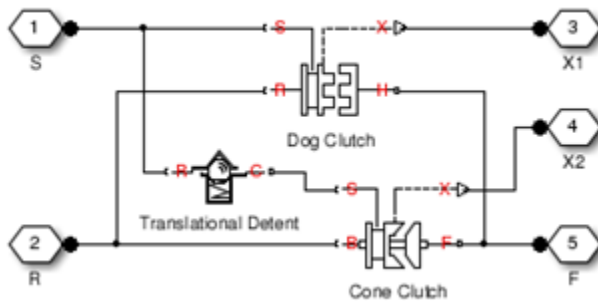 1 S X 3
S X1
R H
Dog Clutch
4
X2
R C
S X
Translational Detent
2 B F 5
R F
Cone Clutch